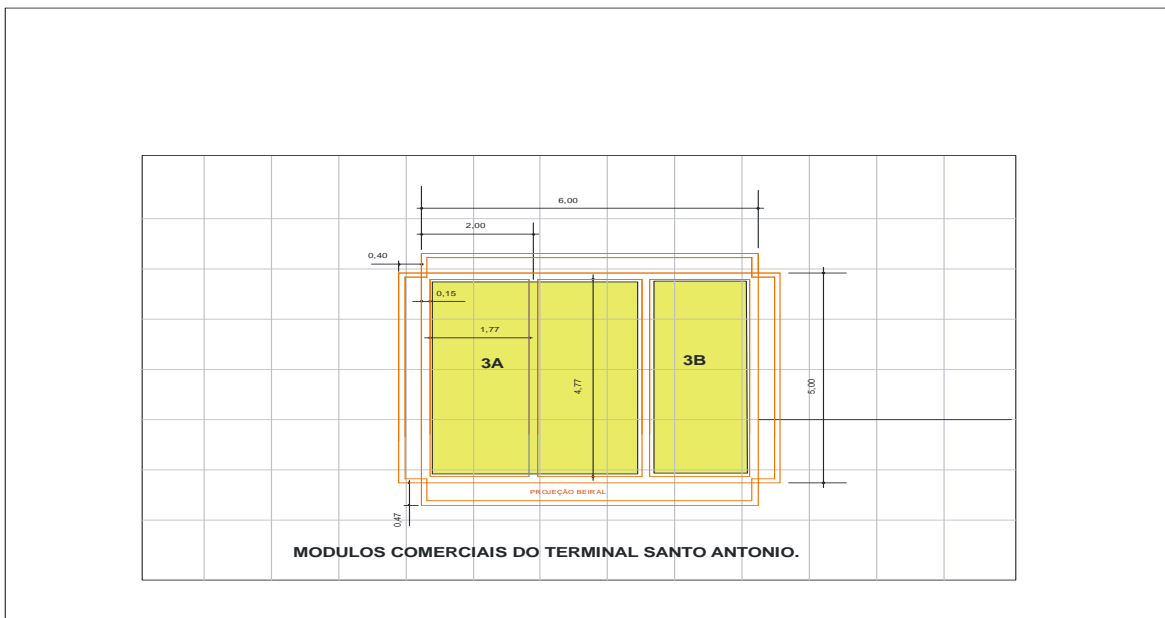 6,00
2,00
0,40
0,15
1,77
3A
3B
4,77
5,00
PROJEÇÃO BEIRAL
0,47
MODULOS COMERCIAIS DO TERMINAL SANTO ANTONIO.